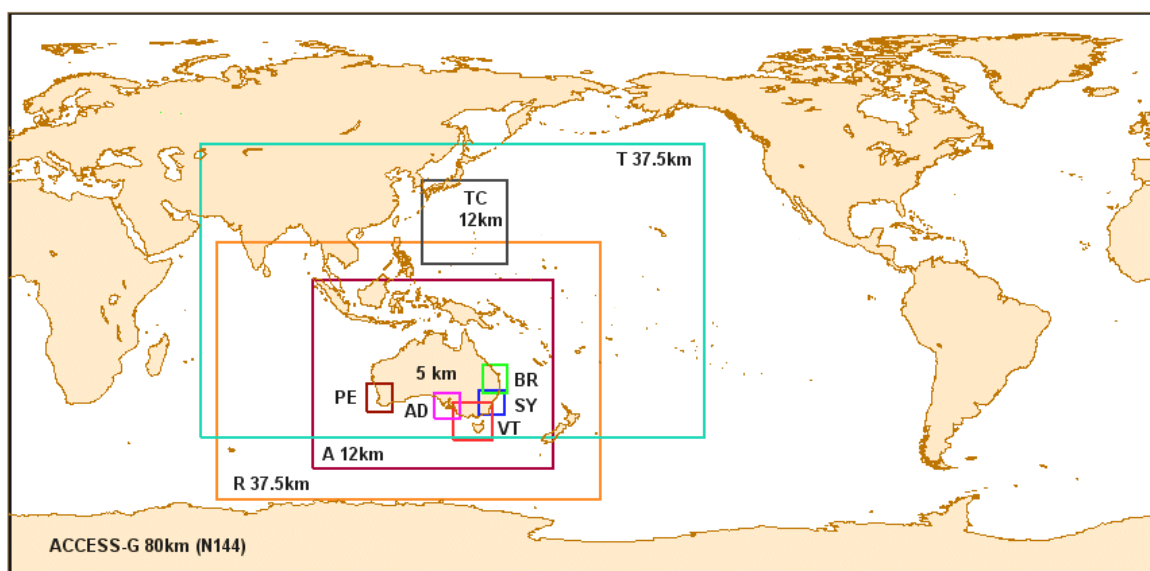 T 37.5km
TC
12km
5 km
BR
PE
AD
SY
VT
A 12km
R 37.5km
ACCESS-G 80km (N144)